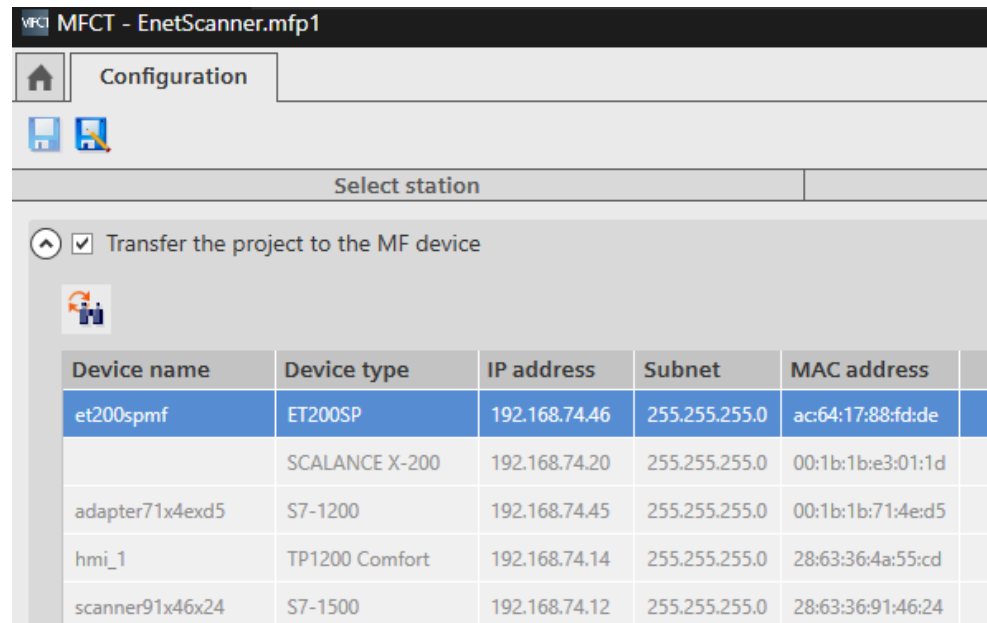 MFCT MFCT - EnetScanner.mfp1
Configuration
Select station
Transfer the project to the MF device
Device name Device type IP address Subnet MAC address
et200spmf ET200SP 192.168.74.46 255.255.255.0 ac:64:17:88:fd:de
SCALANCE X-200 192.168.74.20 255.255.255.0 00:1b:1b:e3:01:1d
adapter71x4exd5 S7-1200 192.168.74.45 255.255.255.0 00:1b:1b:71:4e:d5
hmi_1 TP1200 Comfort 192.168.74.14 255.255.255.0 28:63:36:4a:55:cd
scanner91x46x24 S7-1500 192.168.74.12 255.255.255.0 28:63:36:91:46:24